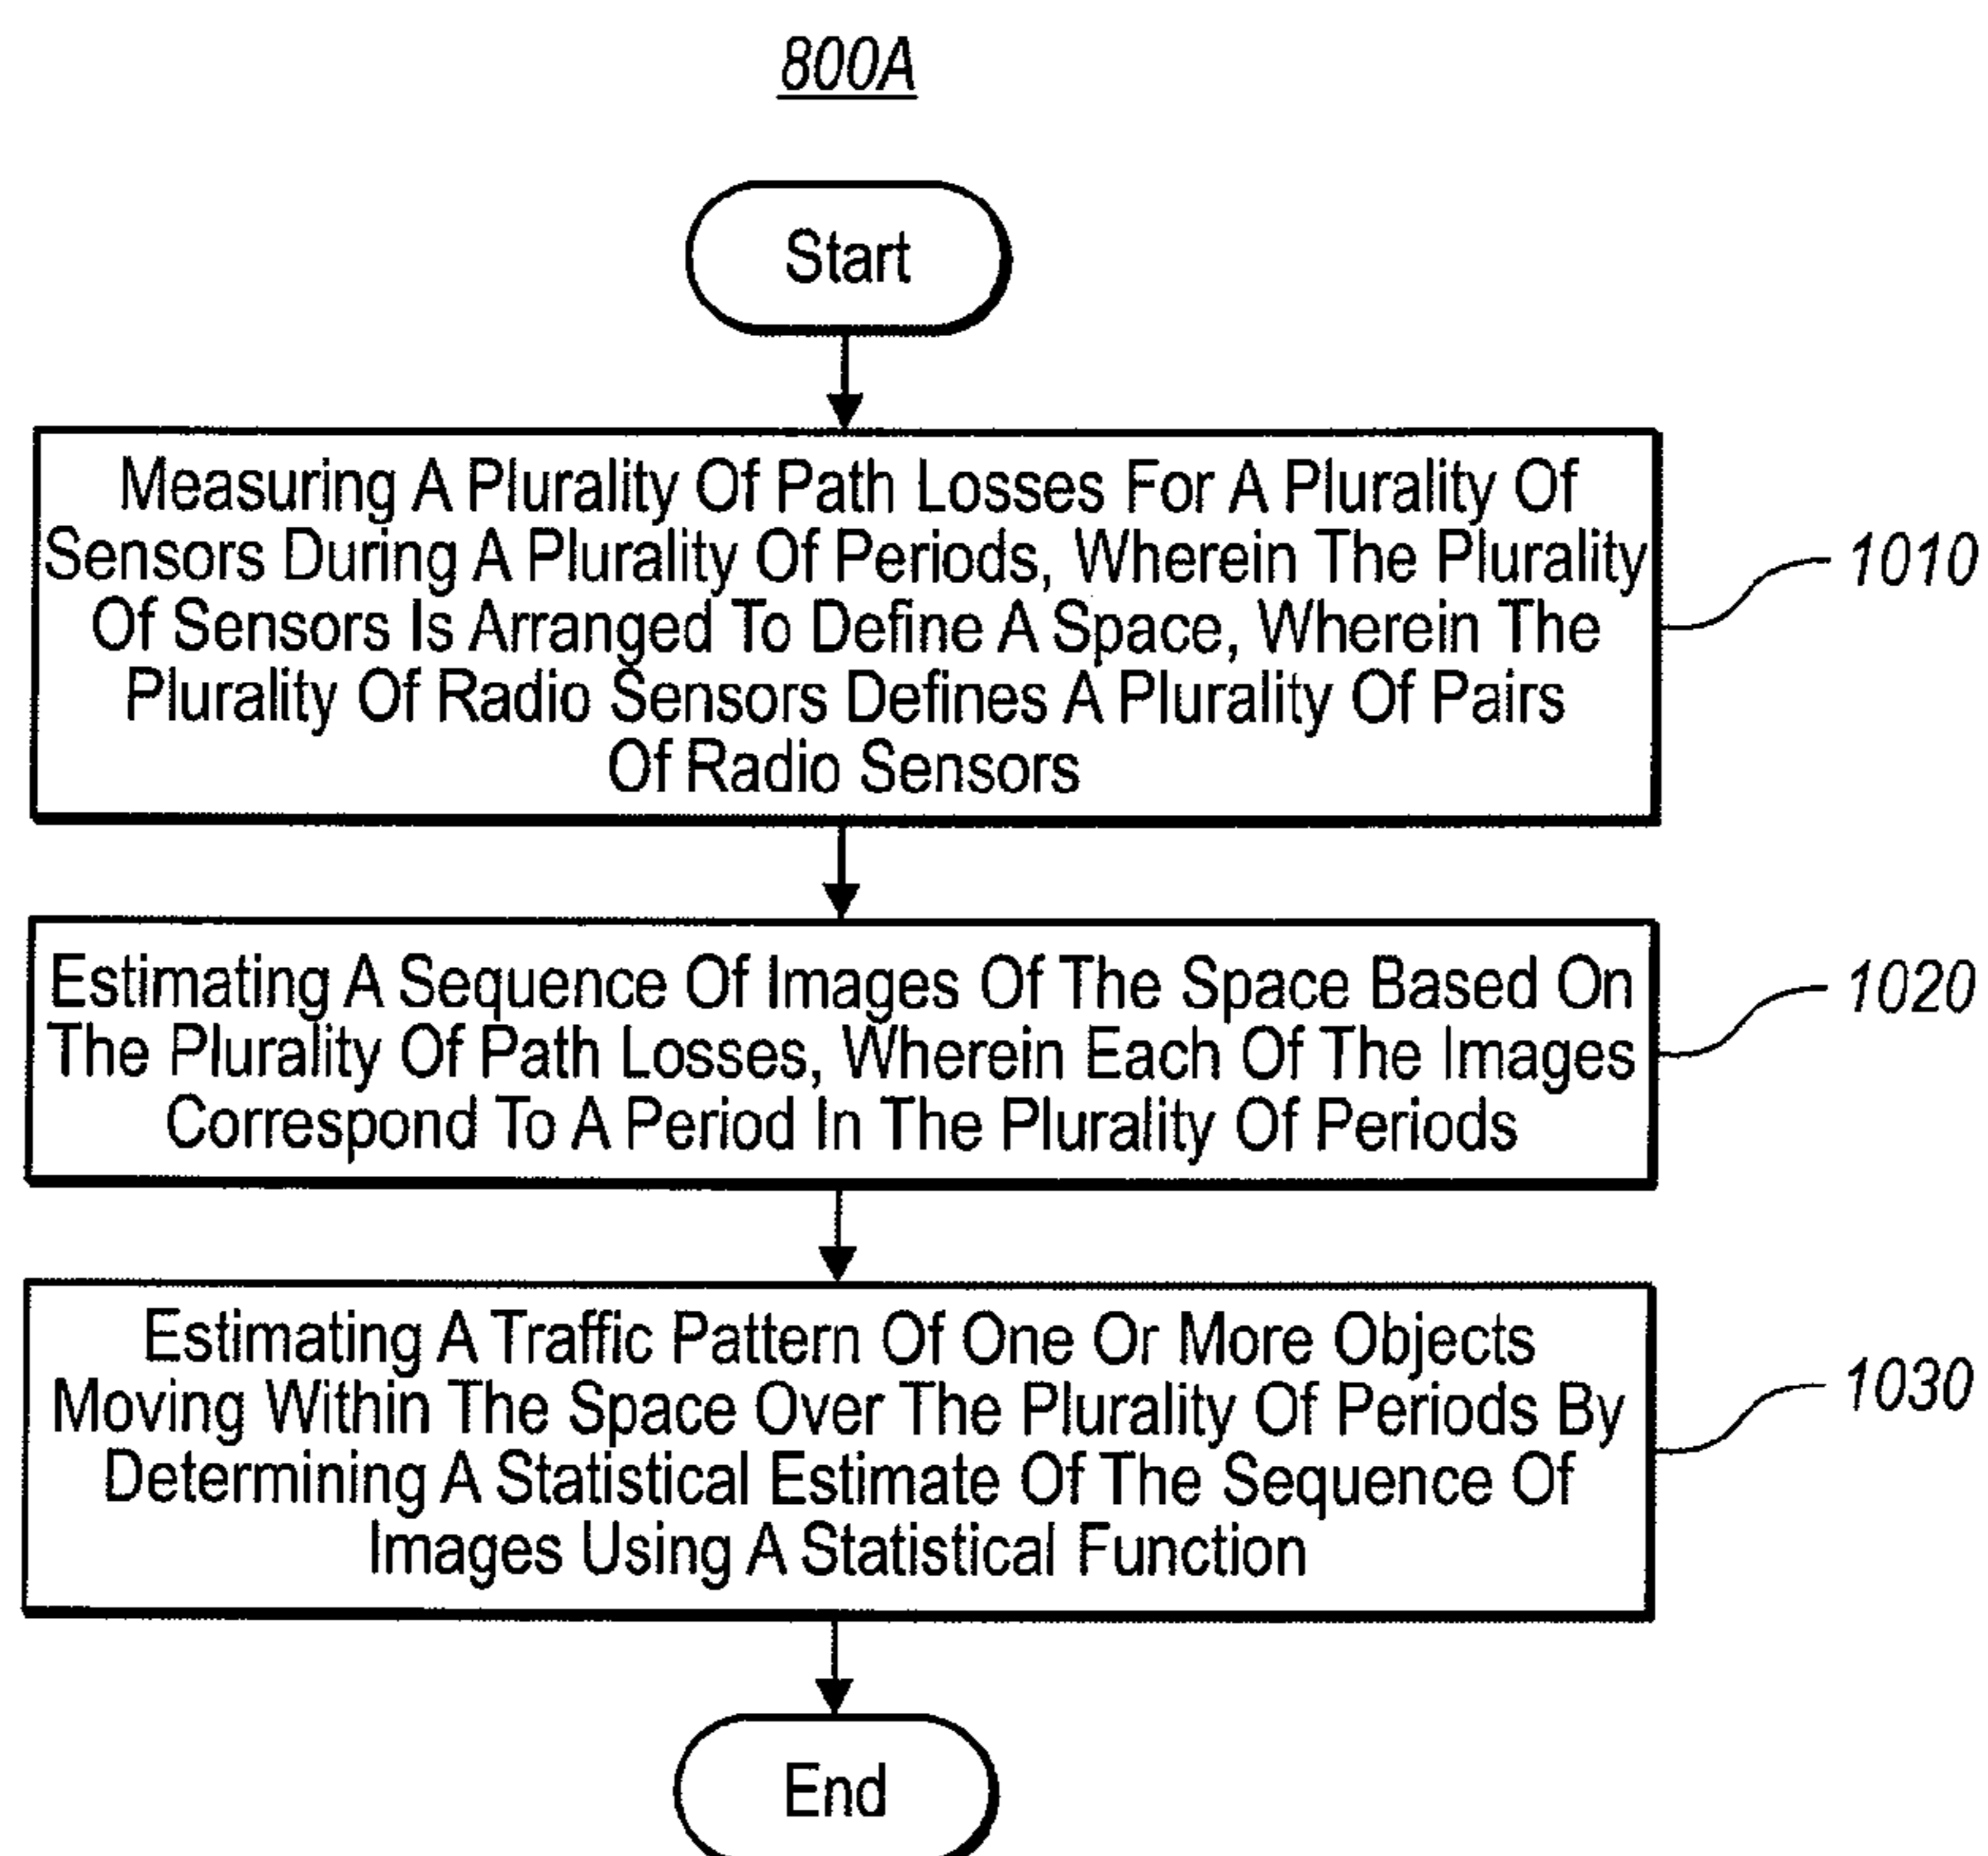 800A
Start
Measuring A Plurality Of Path Losses For A Plurality Of
Sensors During A Plurality Of Periods, Wherein The Plurality
Of Sensors Is Arranged To Define A Space, Wherein The
Plurality Of Radio Sensors Defines A Plurality Of Pairs
Of Radio Sensors
1010
Estimating A Sequence Of Images Of The Space Based On
The Plurality Of Path Losses, Wherein Each Of The Images
Correspond To A Period In The Plurality Of Periods
1020
Estimating A Traffic Pattern Of One Or More Objects
Moving Within The Space Over The Plurality Of Periods By
Determining A Statistical Estimate Of The Sequence Of
Images Using A Statistical Function
1030
End